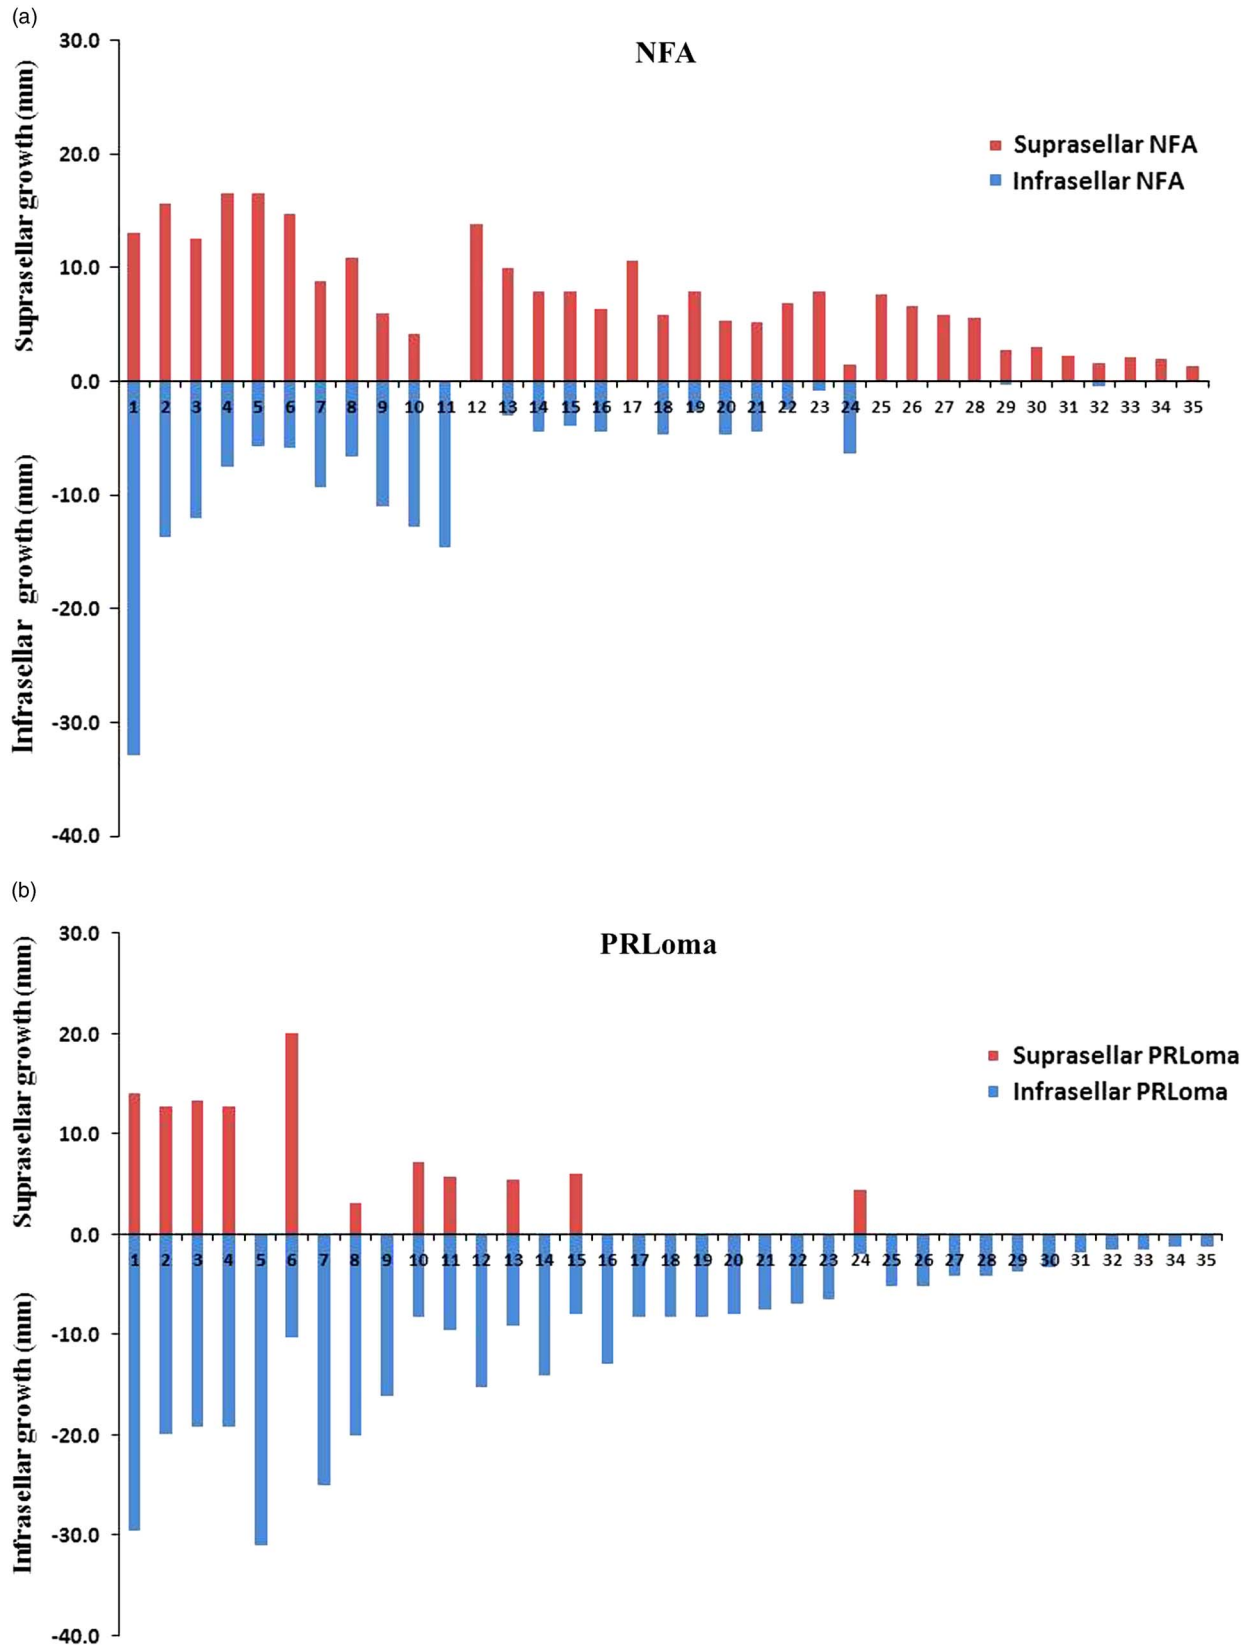 (a)
NFA
30.0
20.0
10.0
0.0
-10.0
-20.0
-30.0
-40.0
Suprasellar growth (mm)
Infrasellar growth (mm)
Suprasellar NFA
Infrasellar NFA
1 2 3 4 5 6 7 8 9 10 11 12 13 14 15 16 17 18 19 20 21 22 23 24 25 26 27 28 29 30 31 32 33 34 35
(b)
PRLoma
30.0
20.0
10.0
0.0
-10.0
-20.0
-30.0
-40.0
Suprasellar growth (mm)
Infrasellar growth (mm)
Suprasellar PRLoma
Infrasellar PRLoma
1 2 3 4 5 6 7 8 9 10 11 12 13 14 15 16 17 18 19 20 21 22 23 24 25 26 27 28 29 30 31 32 33 34 35